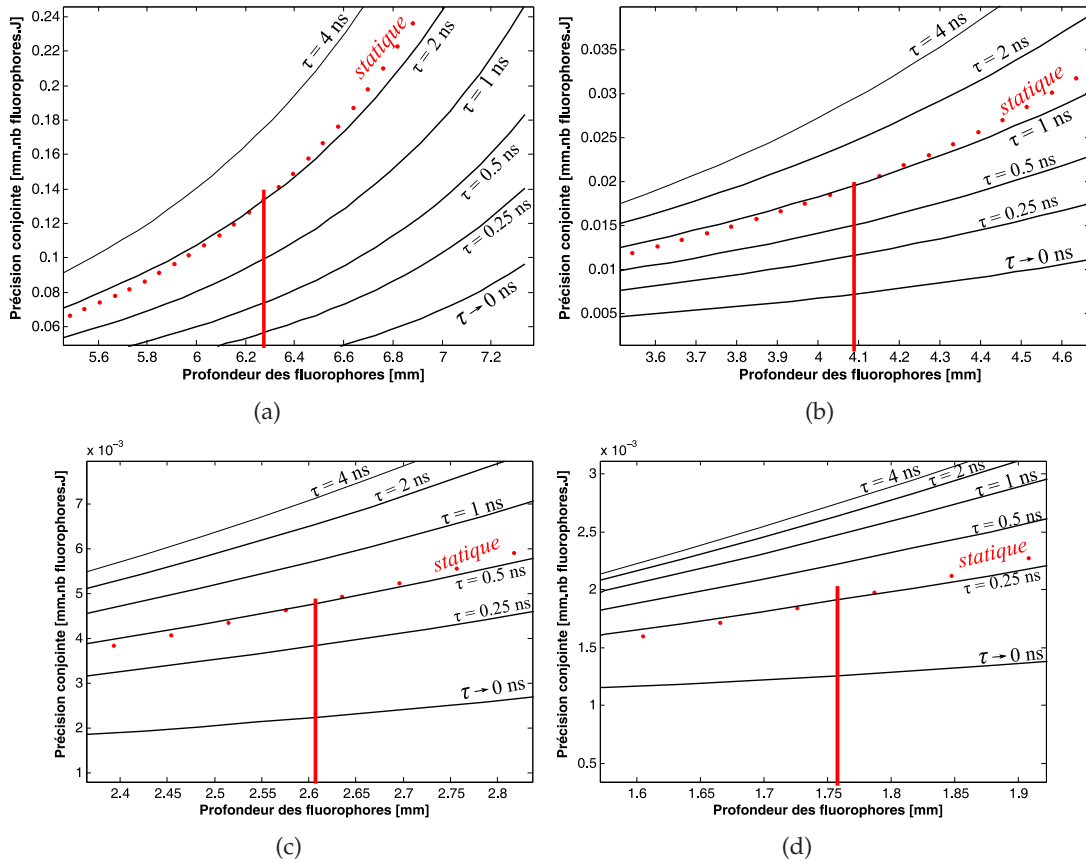 0.24
0.22
0.2
0.18
0.16
0.14
0.12
0.1
0.08
0.06
Précision conjointe [mm.nb fluorophores.J]
τ = 4 ns
statique
τ = 2 ns
τ = 1 ns
τ = 0.5 ns
τ = 0.25 ns
τ → 0 ns
5.6 5.8 6 6.2 6.4 6.6 6.8 7 7.2
Profondeur des fluorophores [mm]
(a)
0.035
0.03
0.025
0.02
0.015
0.01
0.005
Précision conjointe [mm.nb fluorophores.J]
τ = 4 ns
τ = 2 ns
statique
τ = 1 ns
τ = 0.5 ns
τ = 0.25 ns
τ → 0 ns
3.6 3.7 3.8 3.9 4 4.1 4.2 4.3 4.4 4.5 4.6
Profondeur des fluorophores [mm]
(b)
x 10⁻³
7
6
5
4
3
2
1
Précision conjointe [mm.nb fluorophores.J]
τ = 4 ns
τ = 2 ns
τ = 1 ns
statique
τ = 0.5 ns
τ = 0.25 ns
τ → 0 ns
2.4 2.45 2.5 2.55 2.6 2.65 2.7 2.75 2.8
Profondeur des fluorophores [mm]
(c)
x 10⁻³
3
2.5
2
1.5
1
0.5
Précision conjointe [mm.nb fluorophores.J]
τ = 4 ns
τ = 2 ns
τ = 1 ns
τ = 0.5 ns
statique
τ = 0.25 ns
τ → 0 ns
1.6 1.65 1.7 1.75 1.8 1.85 1.9
Profondeur des fluorophores [mm]
(d)